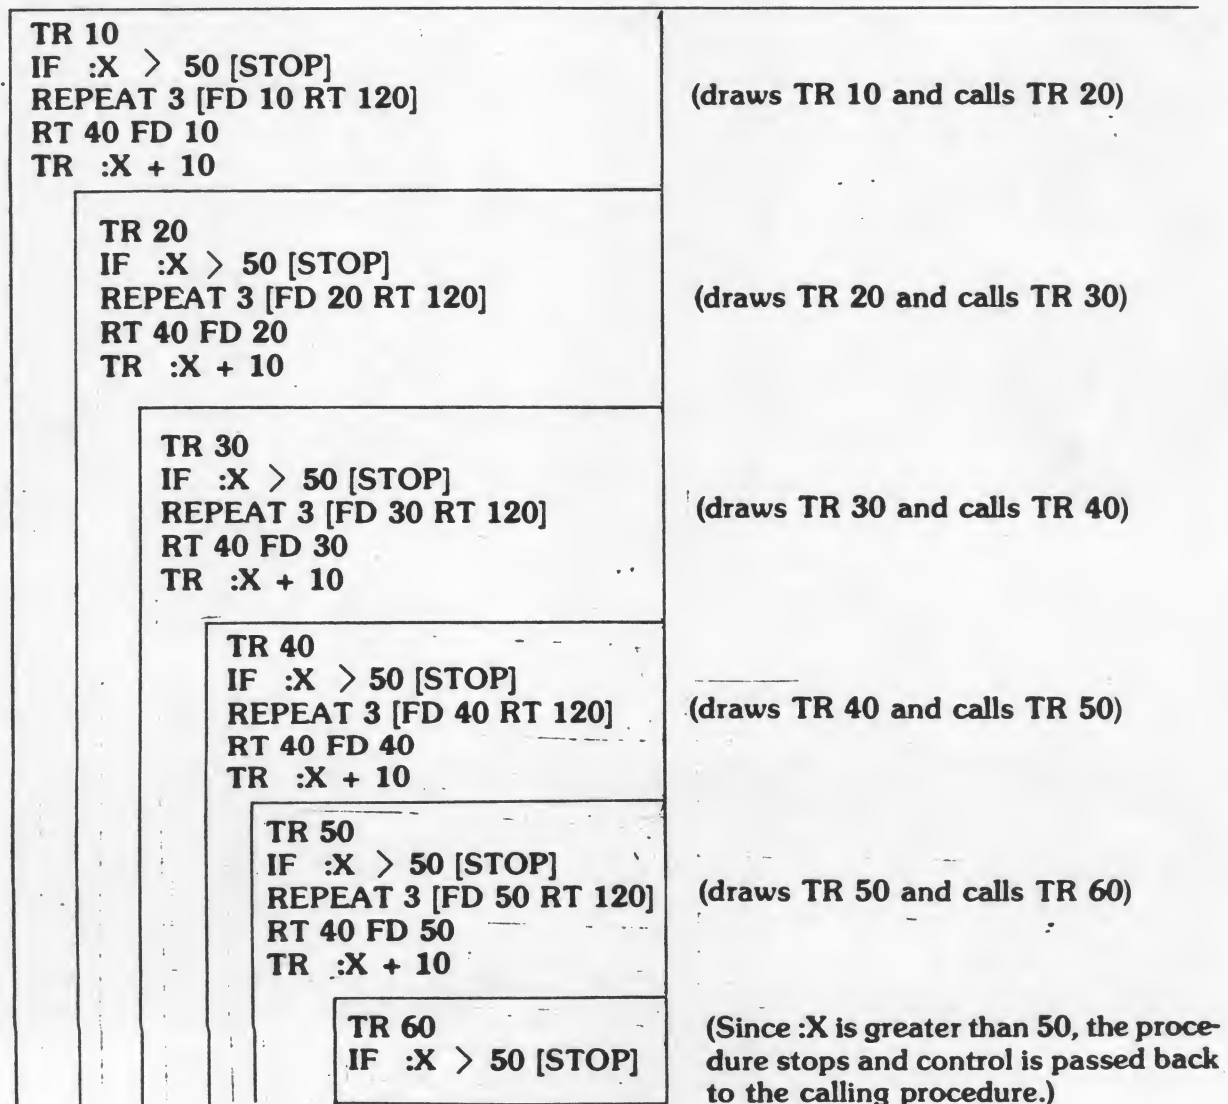 TR 10
IF :X > 50 [STOP]
REPEAT 3 [FD 10 RT 120]
RT 40 FD 10
TR :X + 10
(draws TR 10 and calls TR 20)
TR 20
IF :X > 50 [STOP]
REPEAT 3 [FD 20 RT 120]
RT 40 FD 20
TR :X + 10
(draws TR 20 and calls TR 30)
TR 30
IF :X > 50 [STOP]
REPEAT 3 [FD 30 RT 120]
RT 40 FD 30
TR :X + 10
(draws TR 30 and calls TR 40)
TR 40
IF :X > 50 [STOP]
REPEAT 3 [FD 40 RT 120]
RT 40 FD 40
TR :X + 10
(draws TR 40 and calls TR 50)
TR 50
IF :X > 50 [STOP]
REPEAT 3 [FD 50 RT 120]
RT 40 FD 50
TR :X + 10
(draws TR 50 and calls TR 60)
TR 60
IF :X > 50 [STOP]
(Since :X is greater than 50, the proce-
dure stops and control is passed back
to the calling procedure.)